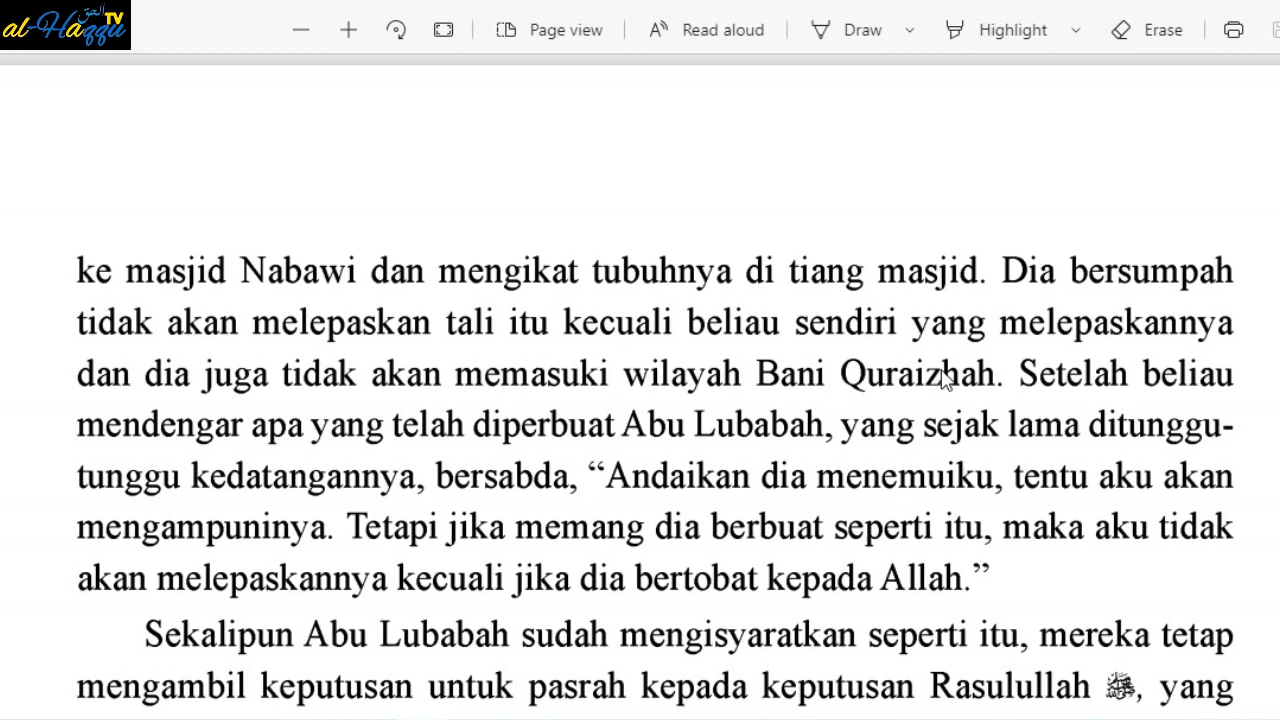 الحق
TV
al-Haqqu
Page view
Read aloud
Draw
Highlight
Erase
ke masjid Nabawi dan mengikat tubuhnya di tiang masjid. Dia bersumpah
tidak akan melepaskan tali itu kecuali beliau sendiri yang melepaskannya
dan dia juga tidak akan memasuki wilayah Bani Quraizhah. Setelah beliau
mendengar apa yang telah diperbuat Abu Lubabah, yang sejak lama ditunggu-
tunggu kedatangannya, bersabda, “Andaikan dia menemuiku, tentu aku akan
mengampuninya. Tetapi jika memang dia berbuat seperti itu, maka aku tidak
akan melepaskannya kecuali jika dia bertobat kepada Allah.”
Sekalipun Abu Lubabah sudah mengisyaratkan seperti itu, mereka tetap
mengambil keputusan untuk pasrah kepada keputusan Rasulullah ﷺ, yang